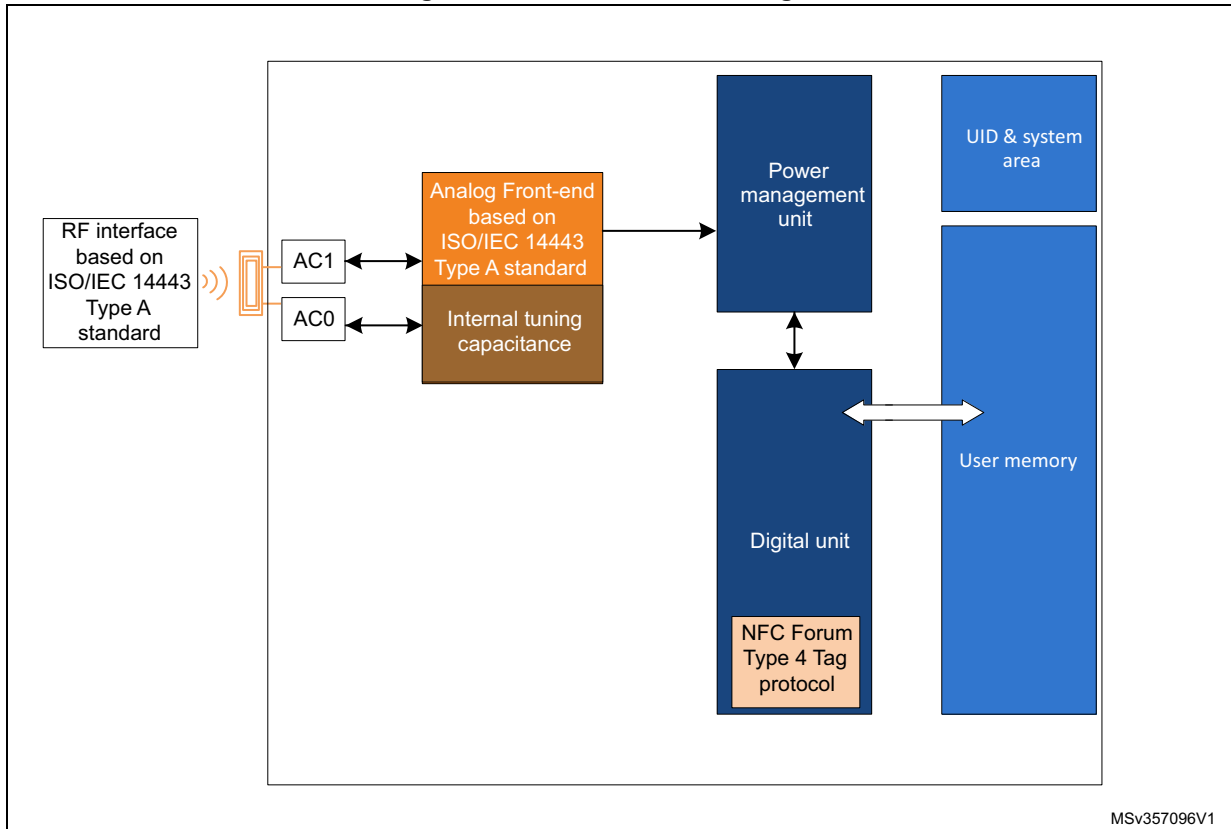 RF interface
based on
ISO/IEC 14443
Type A
standard
AC1
AC0
Analog Front-end
based on
ISO/IEC 14443
Type A standard
Internal tuning
capacitance
Power
management
unit
Digital unit
NFC Forum
Type 4 Tag
protocol
UID & system
area
User memory
MSv357096V1